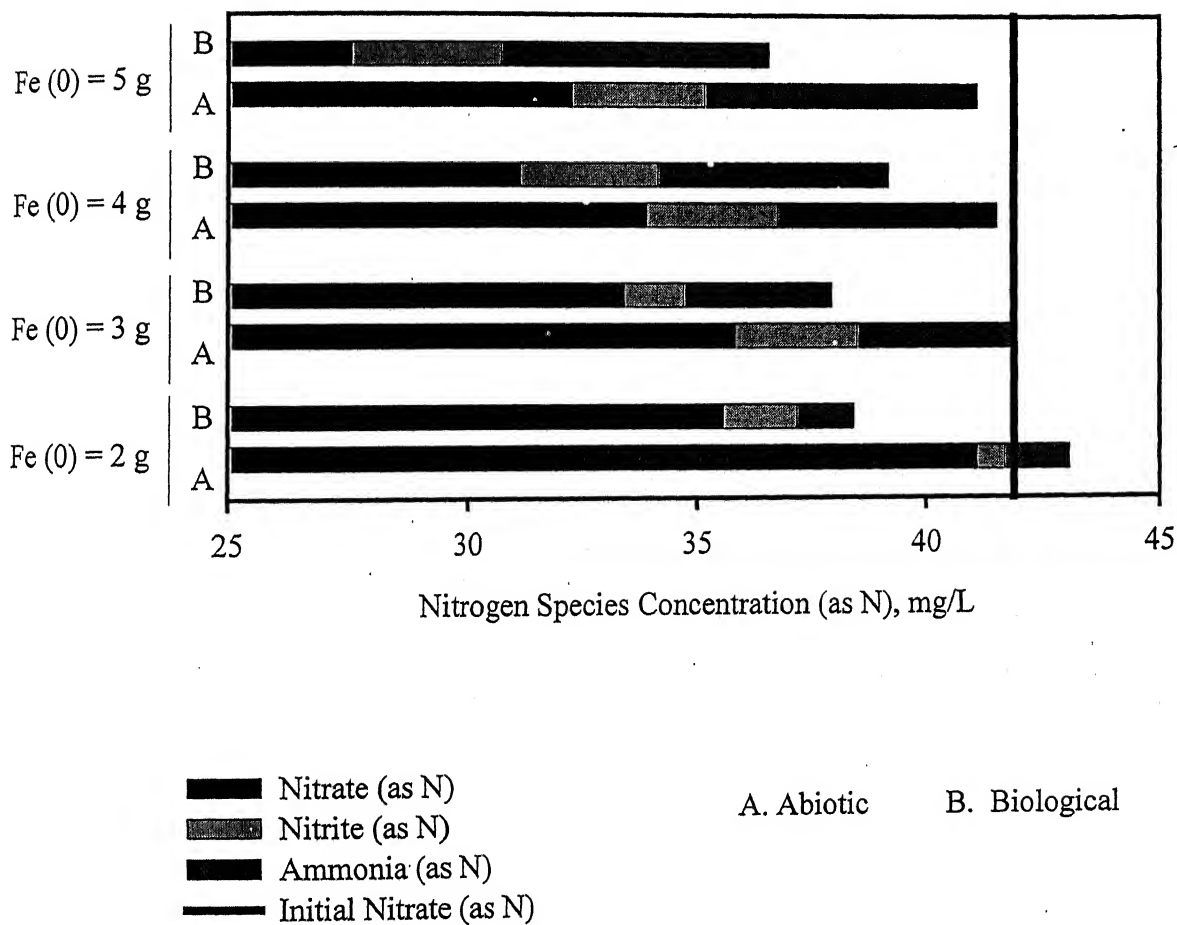 B
Fe (0) = 5 g
A
B
Fe (0) = 4 g
A
B
Fe (0) = 3 g
A
B
Fe (0) = 2 g
A
25 30 35 40 45
Nitrogen Species Concentration (as N), mg/L
Nitrate (as N)
A. Abiotic B. Biological
Nitrite (as N)
Ammonia (as N)
Initial Nitrate (as N)